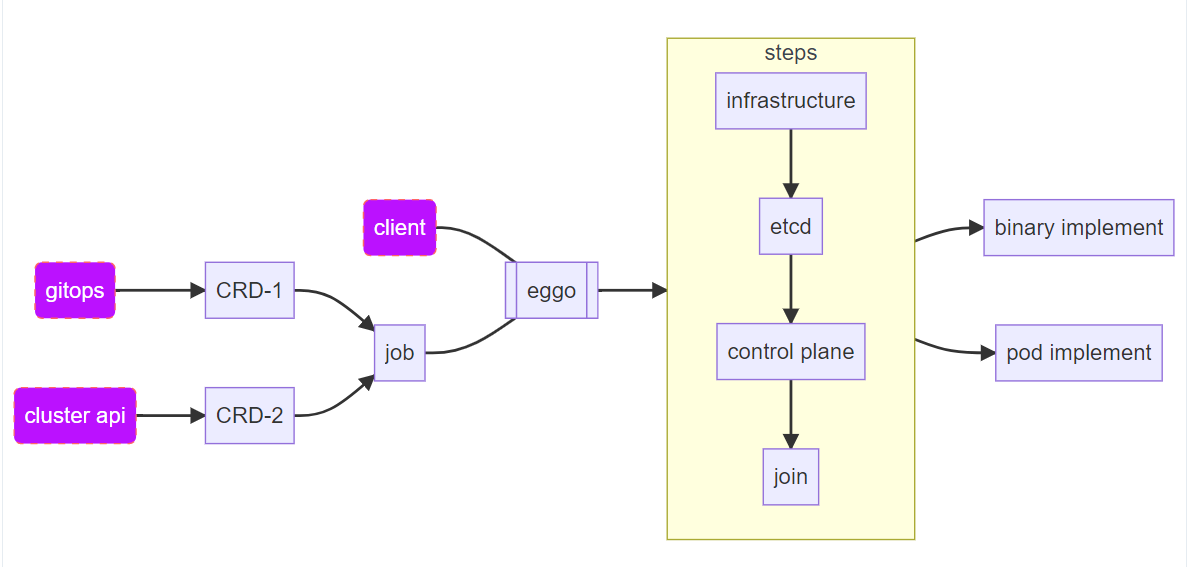 steps
infrastructure
client
etcd
binary implement
gitops
CRD-1
eggo
job
control plane
pod implement
cluster api
CRD-2
join